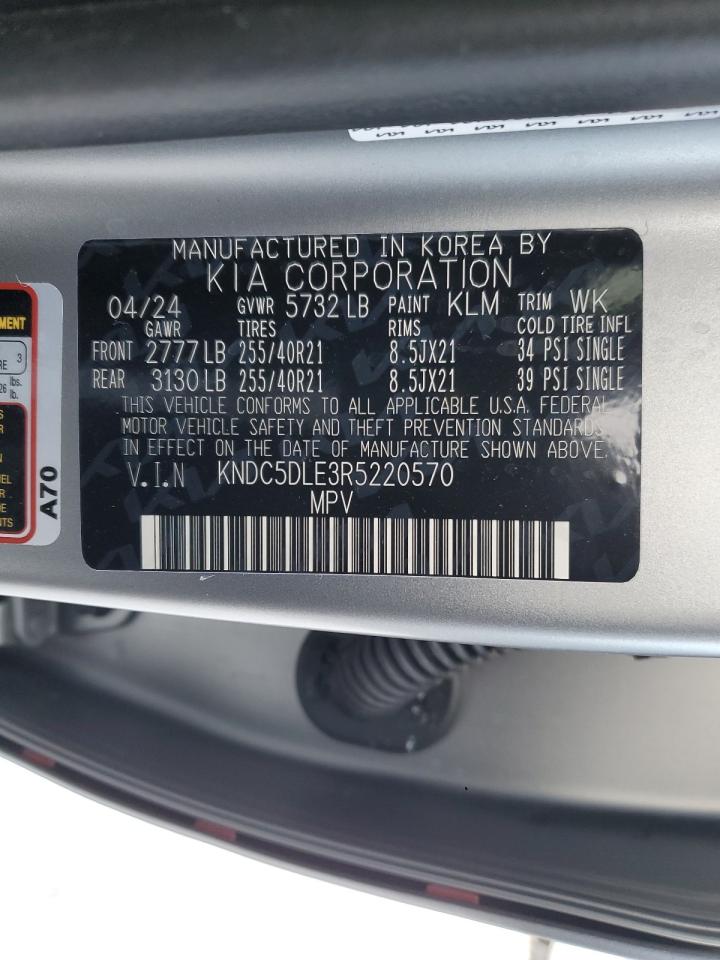 MANUFACTURED IN KOREA BY
KIA CORPORATION
04/24 GVWR 5732 LB PAINT KLM TRIM WK
GAWR TIRES RIMS COLD TIRE INFL
FRONT 2777 LB 255/40R21 8.5JX21 34 PSI SINGLE
REAR 3130 LB 255/40R21 8.5JX21 39 PSI SINGLE
THIS VEHICLE CONFORMS TO ALL APPLICABLE U.S.A. FEDERAL
MOTOR VEHICLE SAFETY AND THEFT PREVENTION STANDARDS
IN EFFECT ON THE DATE OF MANUFACTURE SHOWN ABOVE.
V.I.N KNDC5DLE3R5220570
MPV
3
lbs.
lb.
A70